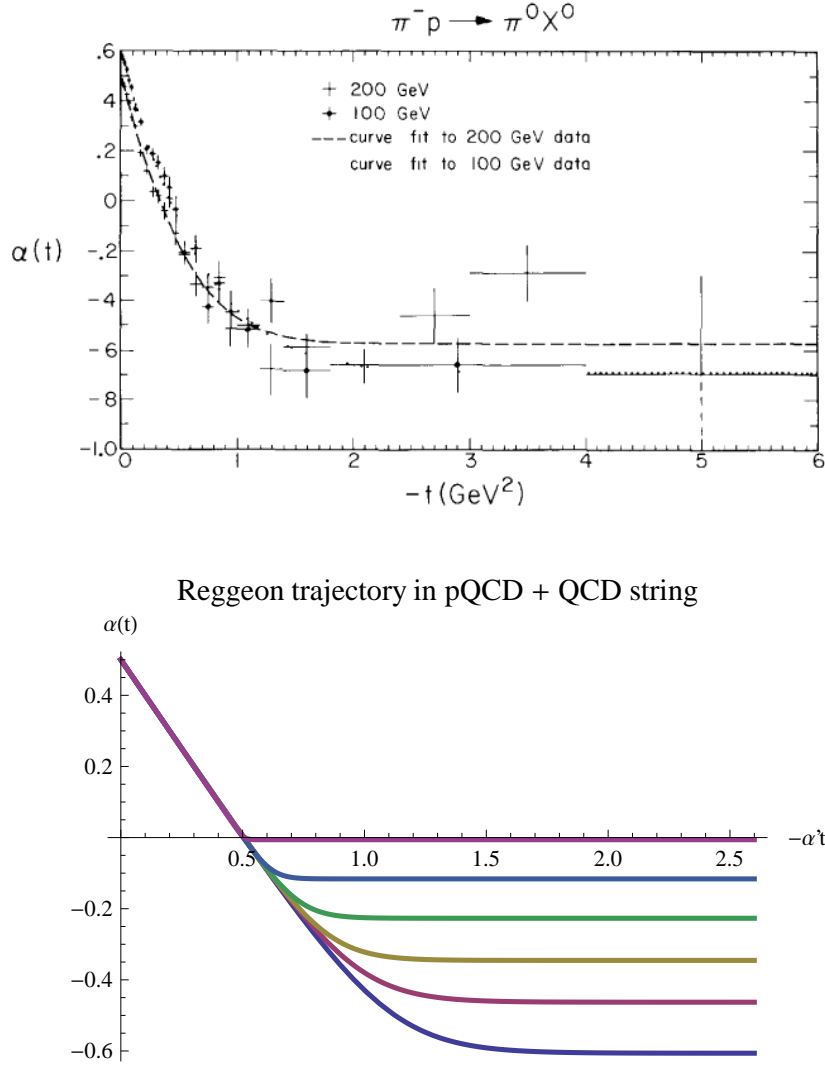 π⁻p ⟶ π⁰X⁰
.6
.4
.2
0
-.2
-.4
-.6
-.8
-1.0
α(t)
200 GeV
100 GeV
curve fit to 200 GeV data
curve fit to 100 GeV data
0 1 2 3 4 5 6
-t(GeV²)
Reggeon trajectory in pQCD + QCD string
α(t)
0.4
0.2
-α't
0.5 1.0 1.5 2.0 2.5
−0.2
−0.4
−0.6